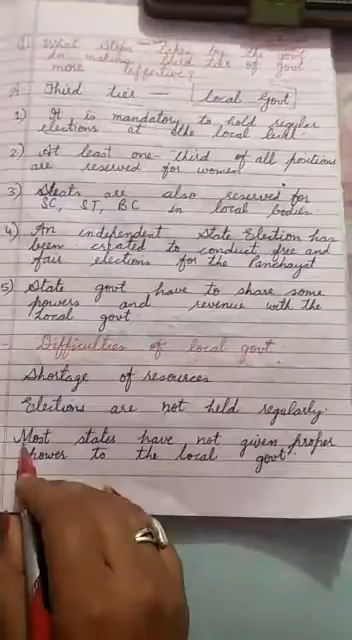 What steps taken by the govt
in making third tier of govt
more effective?
Third tier — Local Govt
1) It is mandatory to hold regular
elections at the local level.
2) At least one-third of all positions
are reserved for women
3) Seats are also reserved for
SC, ST, BC in local bodies.
4) An independent State Election has
been created to conduct free and
fair elections for the Panchayat
5) State govt have to share some
powers and revenue with the
Local govt
- Difficulties of local govt
Shortage of resources
Elections are not held regularly.
Most states have not given proper
power to the local govt.